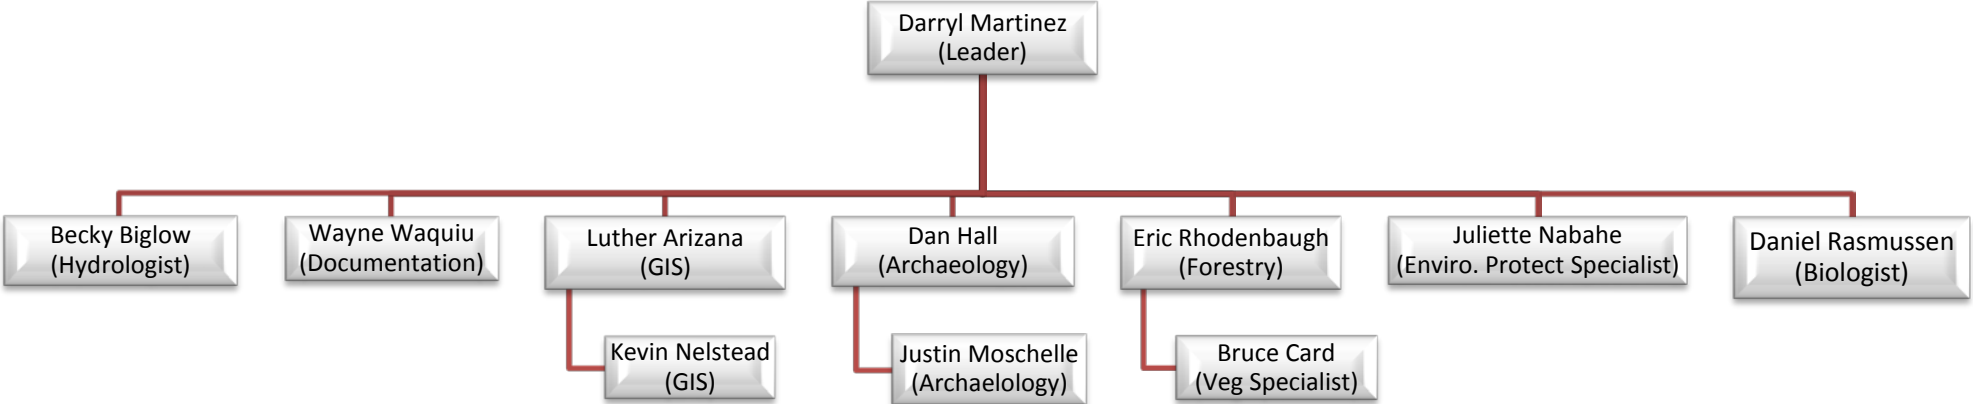 Darryl Martinez
(Leader)
Becky Biglow
(Hydrologist)
Wayne Waquiu
(Documentation)
Luther Arizana
(GIS)
Dan Hall
(Archaeology)
Eric Rhodenbaugh
(Forestry)
Juliette Nabahe
(Enviro. Protect Specialist)
Daniel Rasmussen
(Biologist)
Kevin Nelstead
(GIS)
Justin Moschelle
(Archaelology)
Bruce Card
(Veg Specialist)